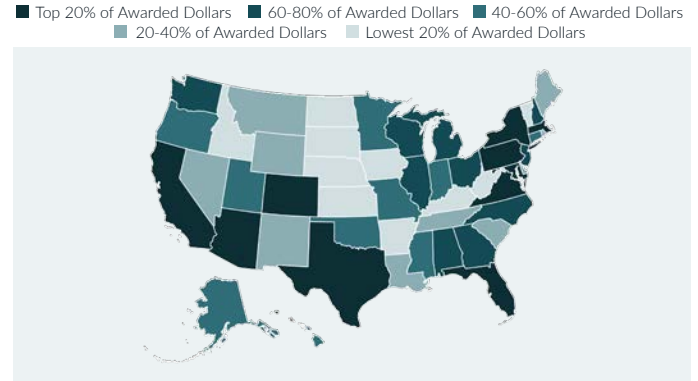 Top 20% of Awarded Dollars 60-80% of Awarded Dollars 40-60% of Awarded Dollars
20-40% of Awarded Dollars Lowest 20% of Awarded Dollars